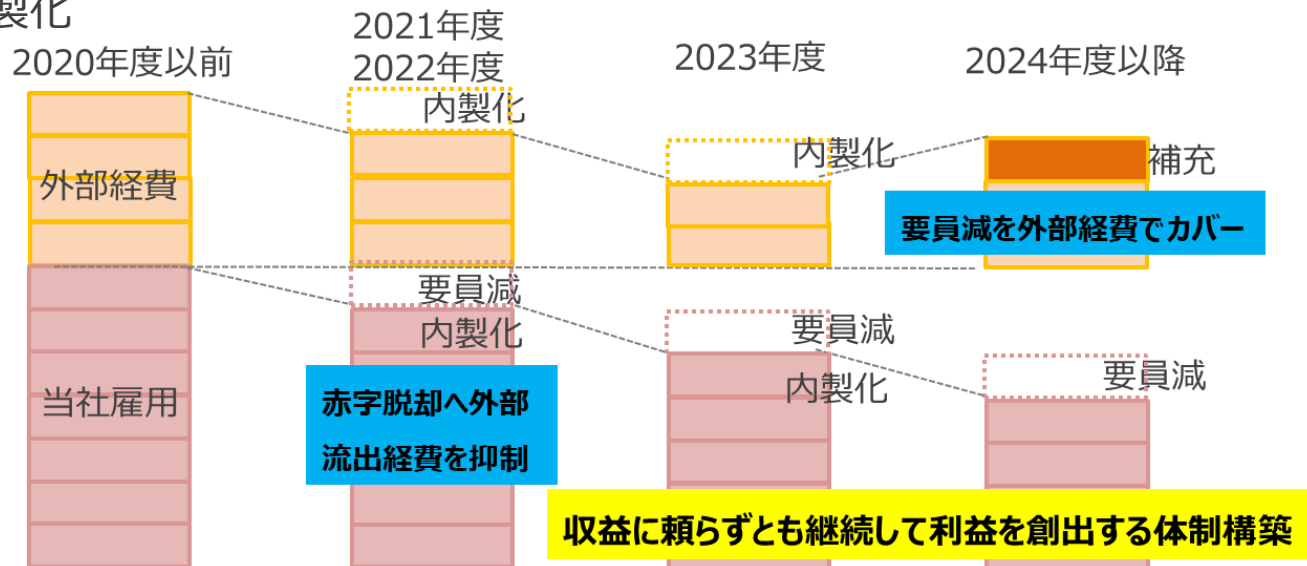 製化
2020年度以前
2021年度
2022年度
2023年度
2024年度以降
内製化
内製化
補充
外部経費
要員減を外部経費でカバー
要員減
内製化
要員減
内製化
要員減
当社雇用
赤字脱却へ外部
流出経費を抑制
収益に頼らずとも継続して利益を創出する体制構築